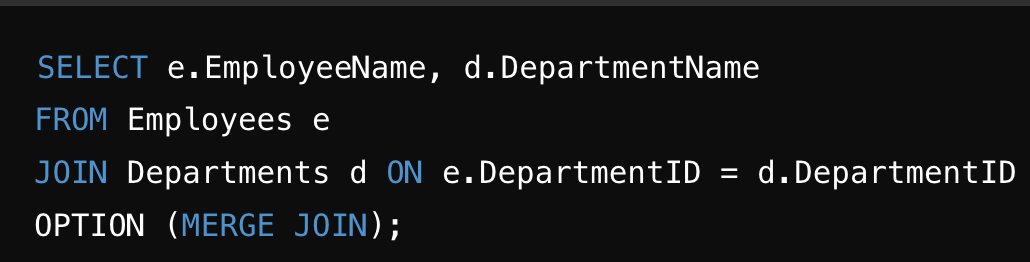 SELECT e.EmployeeName, d.DepartmentName
FROM Employees e
JOIN Departments d ON e.DepartmentID = d.DepartmentID
OPTION (MERGE JOIN);